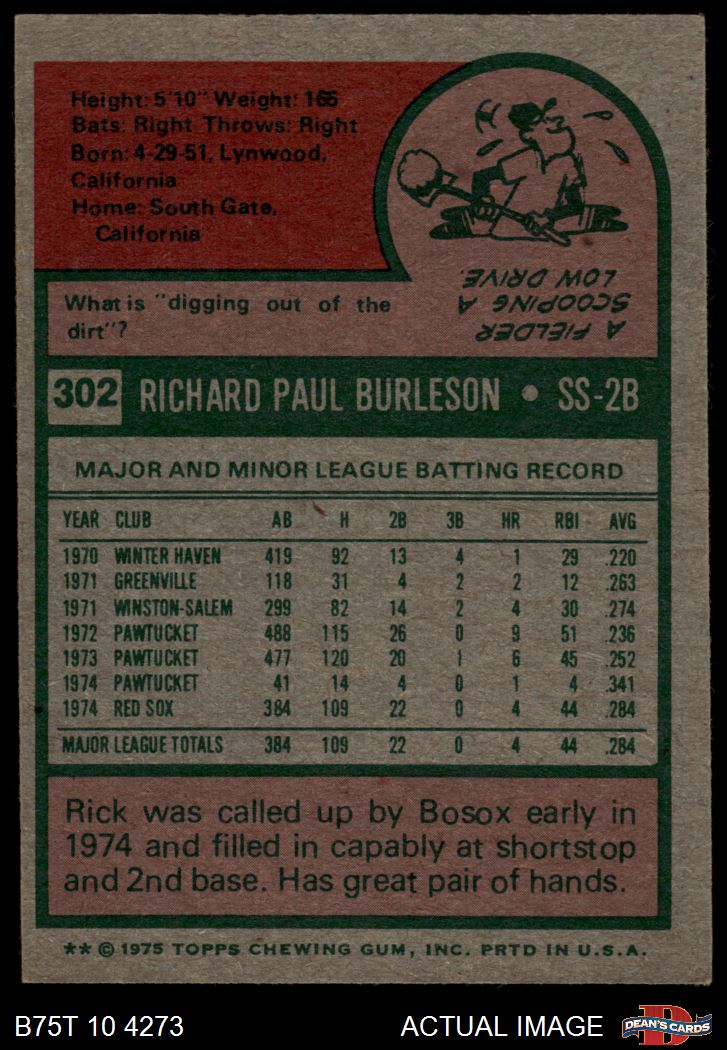 Height: 5'10" Weight: 165
Bats: Right Throws: Right
Born: 4-29-51, Lynwood,
California
Home: South Gate,
California
What is "digging out of the
dirt"?
A FIELDER
SCOOPING A
LOW DRIVE.
302 RICHARD PAUL BURLESON • SS-2B
MAJOR AND MINOR LEAGUE BATTING RECORD
YEAR CLUB AB H 2B 3B HR RBI AVG
1970 WINTER HAVEN 419 92 13 4 1 29 .220
1971 GREENVILLE 118 31 4 2 2 12 .263
1971 WINSTON-SALEM 299 82 14 2 4 30 .274
1972 PAWTUCKET 488 115 26 0 9 51 .236
1973 PAWTUCKET 477 120 20 1 6 45 .252
1974 PAWTUCKET 41 14 4 0 1 4 .341
1974 RED SOX 384 109 22 0 4 44 .284
MAJOR LEAGUE TOTALS 384 109 22 0 4 44 .284
Rick was called up by Bosox early in
1974 and filled in capably at shortstop
and 2nd base. Has great pair of hands.
** © 1975 TOPPS CHEWING GUM, INC. PRTD IN U.S.A.
B75T 10 4273 ACTUAL IMAGE
D
DEAN'S CARDS